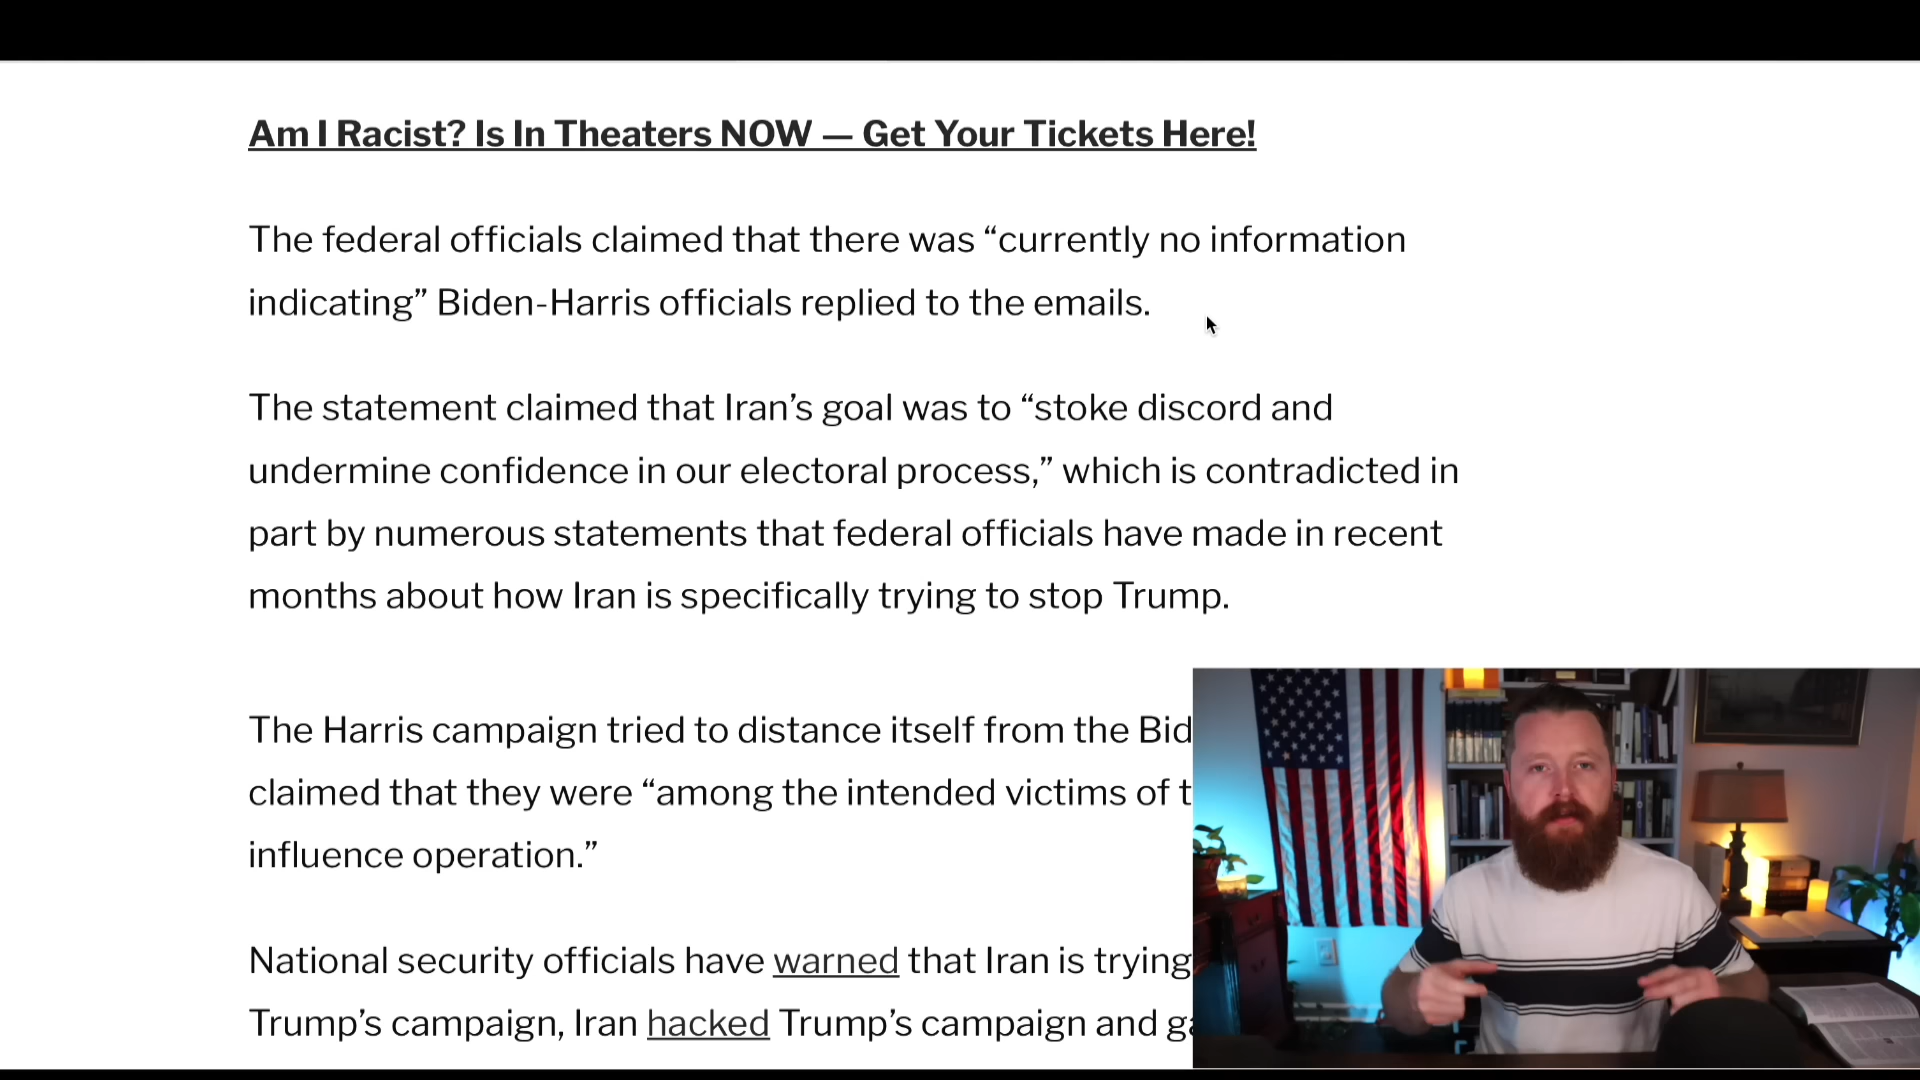 Am I Racist? Is In Theaters NOW — Get Your Tickets Here!
The federal officials claimed that there was “currently no information
indicating” Biden-Harris officials replied to the emails.
The statement claimed that Iran’s goal was to “stoke discord and
undermine confidence in our electoral process,” which is contradicted in
part by numerous statements that federal officials have made in recent
months about how Iran is specifically trying to stop Trump.
The Harris campaign tried to distance itself from the
claimed that they were “among the intended victims of
influence operation.”
National security officials have warned that Iran is trying
Trump’s campaign, Iran hacked Trump’s campaign and